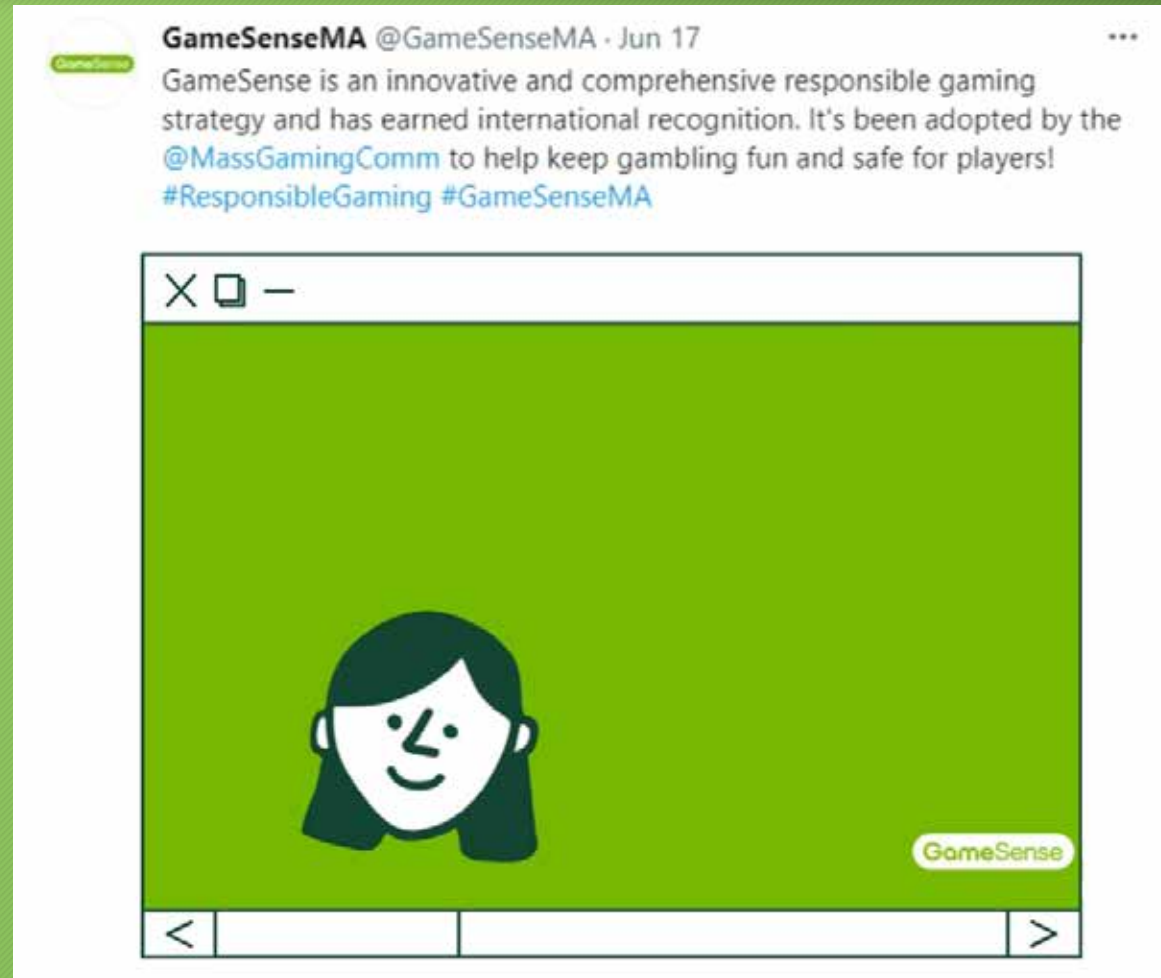 GameSenseMA @GameSenseMA · Jun 17
GameSense
GameSense is an innovative and comprehensive responsible gaming
strategy and has earned international recognition. It's been adopted by the
@MassGamingComm to help keep gambling fun and safe for players!
#ResponsibleGaming #GameSenseMA
GameSense